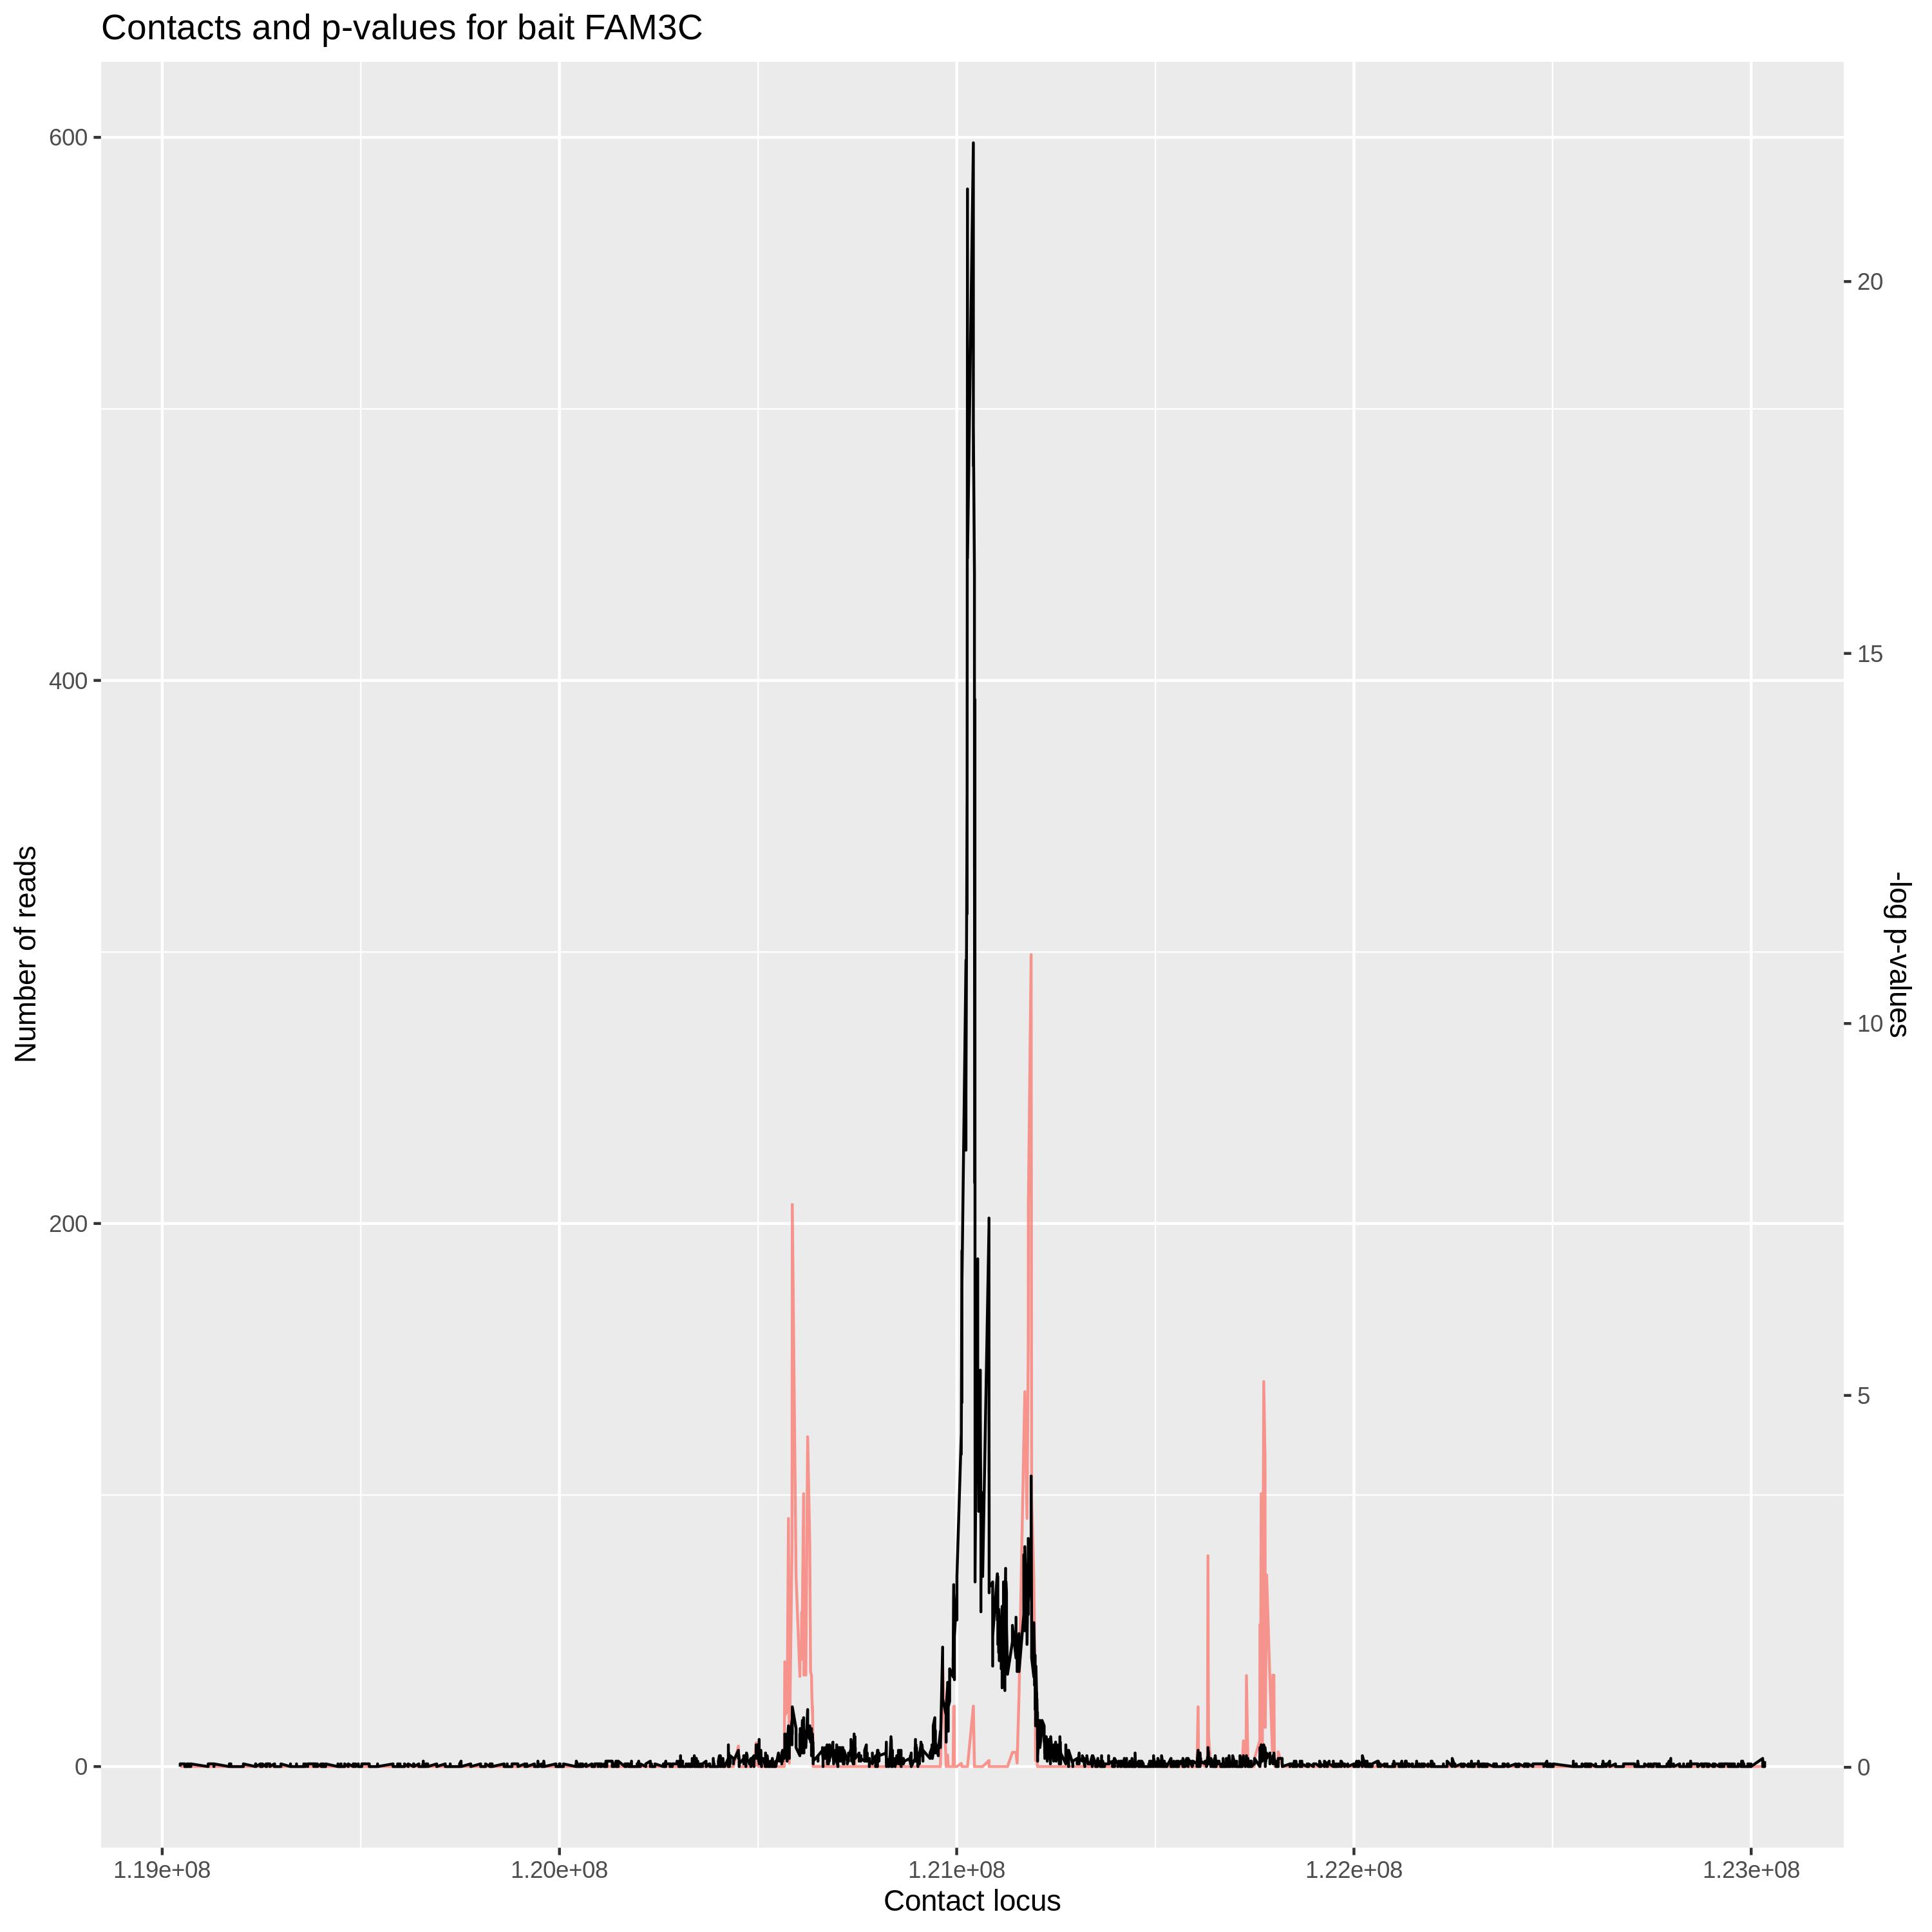 Contacts and p-values for bait FAM3C
600
400
200
0
Number of reads
20
15
10
5
0
-log p-values
1.19e+08
1.20e+08
1.21e+08
1.22e+08
1.23e+08
Contact locus